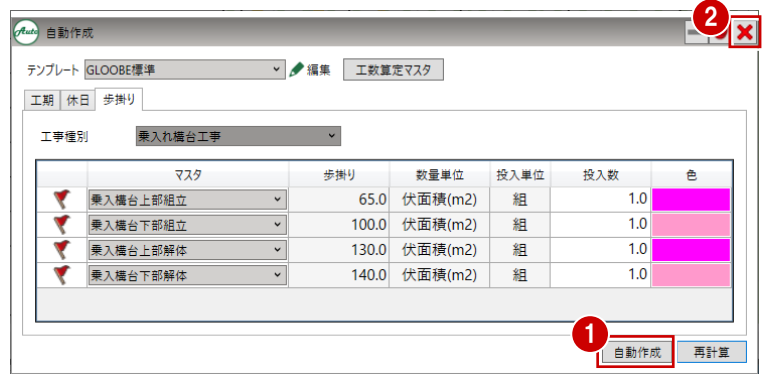 2
Auto 自動作成
テンプレート GLOOBE標準 編集 工数算定マスタ
工期 休日 歩掛り
工事種別 乗入れ構台工事
マスタ 歩掛り 数量単位 投入単位 投入数 色
乗入構台上部組立 65.0 伏面積(m2) 組 1.0
乗入構台下部組立 100.0 伏面積(m2) 組 1.0
乗入構台上部解体 130.0 伏面積(m2) 組 1.0
乗入構台下部解体 140.0 伏面積(m2) 組 1.0
1
自動作成 再計算